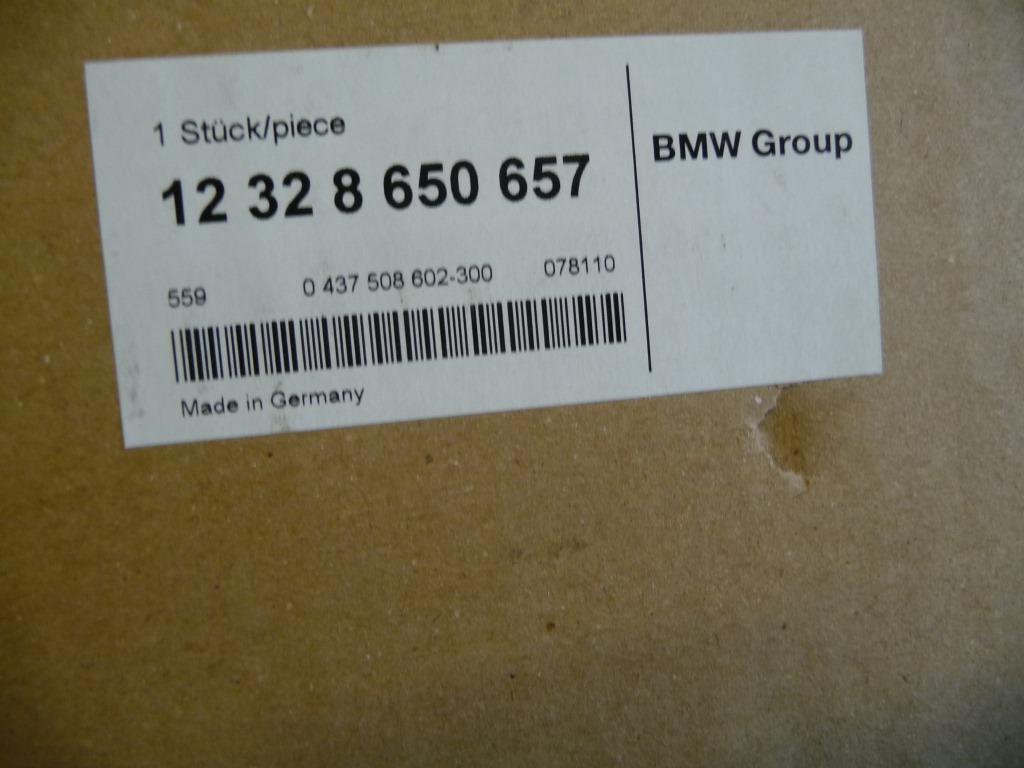 1 Stück/piece
12 32 8 650 657
559 0 437 508 602-300 078110
Made in Germany
BMW Group